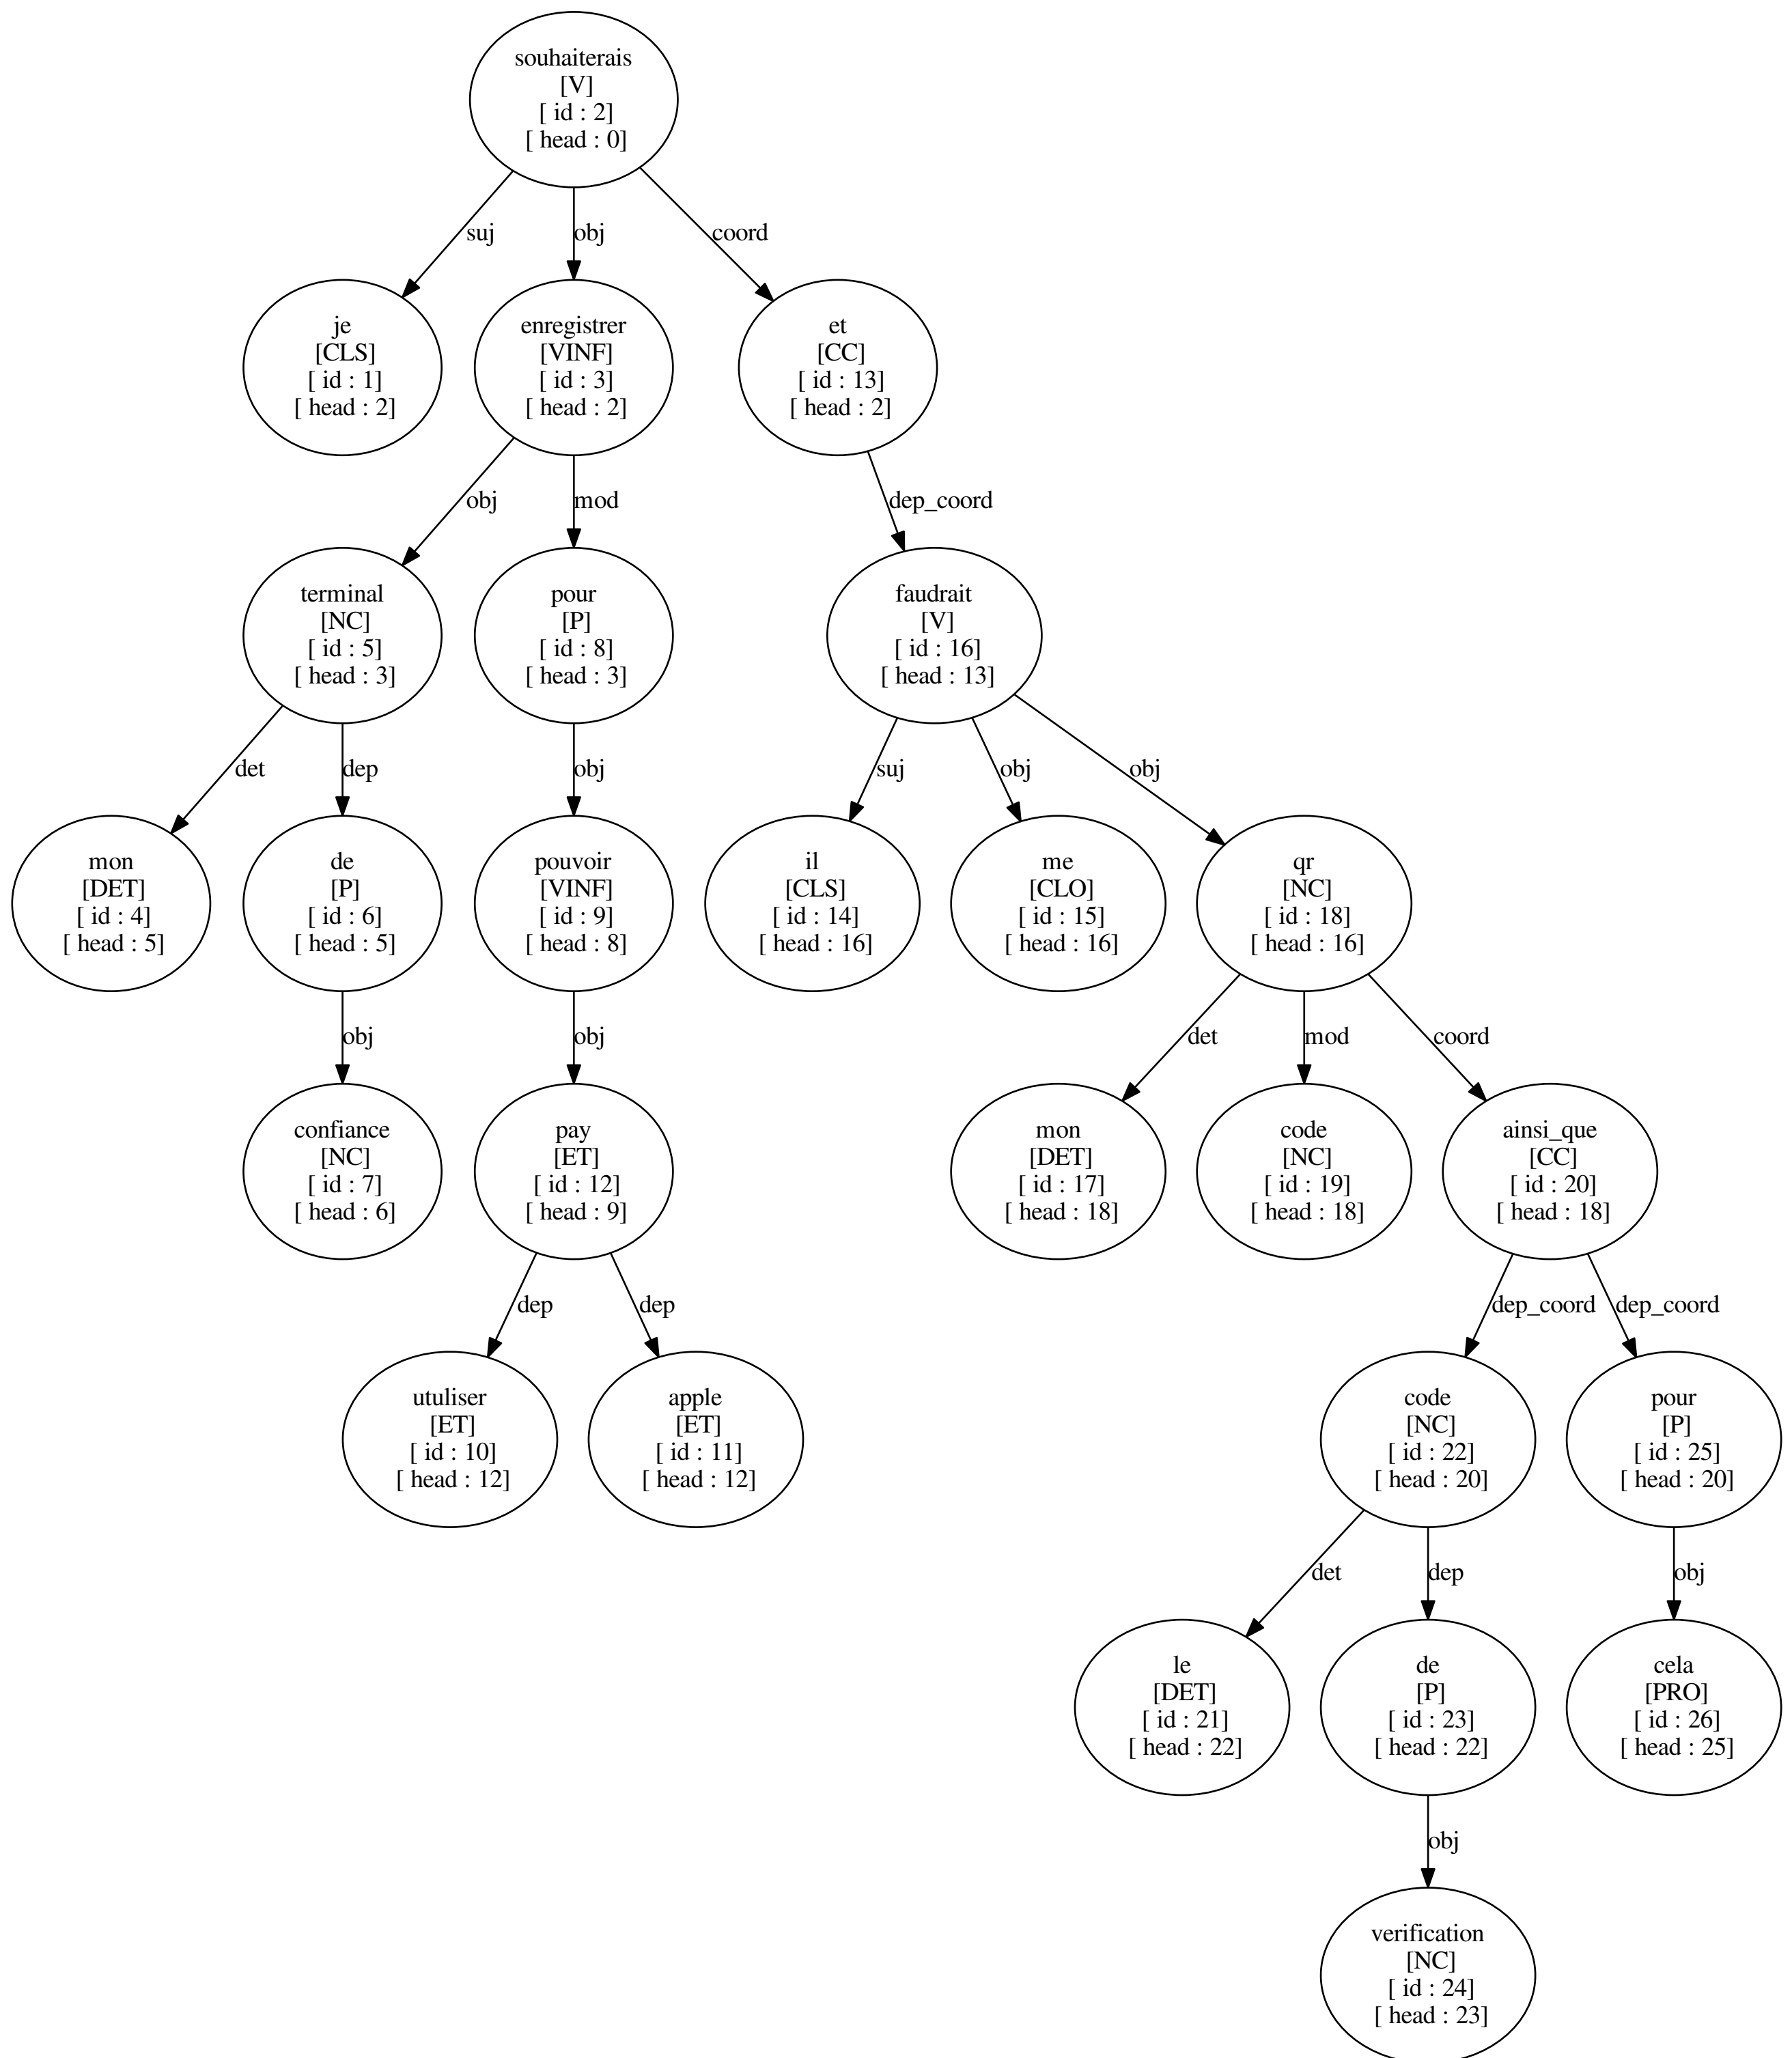 souhaiterais
[V]
[ id : 2]
[ head : 0]
suj
obj
coord
je
[CLS]
[ id : 1]
[ head : 2]
enregistrer
[VINF]
[ id : 3]
[ head : 2]
et
[CC]
[ id : 13]
[ head : 2]
obj
mod
dep_coord
terminal
[NC]
[ id : 5]
[ head : 3]
pour
[P]
[ id : 8]
[ head : 3]
faudrait
[V]
[ id : 16]
[ head : 13]
det
dep
obj
suj
obj
obj
mon
[DET]
[ id : 4]
[ head : 5]
de
[P]
[ id : 6]
[ head : 5]
pouvoir
[VINF]
[ id : 9]
[ head : 8]
il
[CLS]
[ id : 14]
[ head : 16]
me
[CLO]
[ id : 15]
[ head : 16]
qr
[NC]
[ id : 18]
[ head : 16]
obj
obj
det
mod
coord
confiance
[NC]
[ id : 7]
[ head : 6]
pay
[ET]
[ id : 12]
[ head : 9]
mon
[DET]
[ id : 17]
[ head : 18]
code
[NC]
[ id : 19]
[ head : 18]
ainsi_que
[CC]
[ id : 20]
[ head : 18]
dep
dep
dep_coord
dep_coord
utuliser
[ET]
[ id : 10]
[ head : 12]
apple
[ET]
[ id : 11]
[ head : 12]
code
[NC]
[ id : 22]
[ head : 20]
pour
[P]
[ id : 25]
[ head : 20]
det
dep
obj
le
[DET]
[ id : 21]
[ head : 22]
de
[P]
[ id : 23]
[ head : 22]
cela
[PRO]
[ id : 26]
[ head : 25]
obj
verification
[NC]
[ id : 24]
[ head : 23]